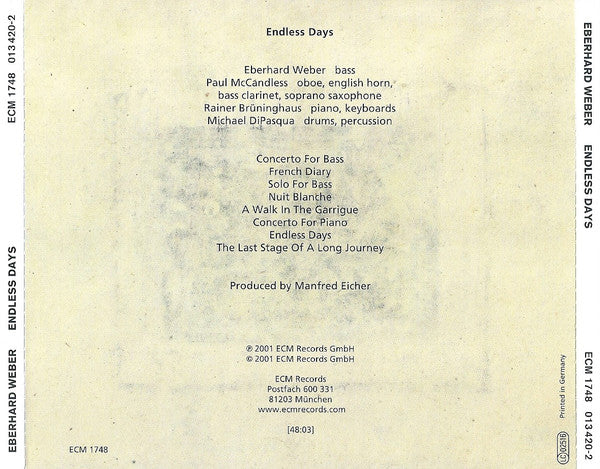 Endless Days
Eberhard Weber bass
Paul McCandless oboe, english horn,
bass clarinet, soprano saxophone
Rainer Brüninghaus piano, keyboards
Michael DiPasqua drums, percussion
Concerto For Bass
French Diary
Solo For Bass
Nuit Blanche
A Walk In The Garrigue
Concerto For Piano
Endless Days
The Last Stage Of A Long Journey
Produced by Manfred Eicher
℗ 2001 ECM Records GmbH
© 2001 ECM Records GmbH
ECM Records
Postfach 600 331
81203 München
www.ecmrecords.com
[48:03]
ECM 1748
EBERHARD WEBER ENDLESS DAYS ECM 1748 013 420-2
EBERHARD WEBER ENDLESS DAYS ECM 1748 013 420-2
Printed in Germany
LC 02516